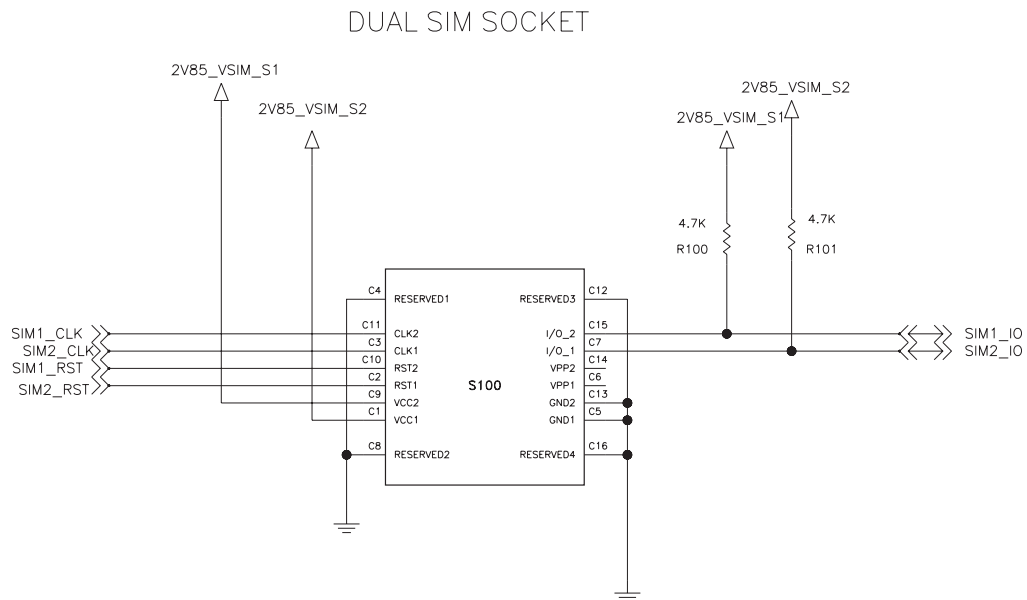 DUAL SIM SOCKET
2V85_VSIM_S1
2V85_VSIM_S2
2V85_VSIM_S2
2V85_VSIM_S1
4.7K
R100
4.7K
R101
C4 RESERVED1 RESERVED3 C12
SIM1_CLK C11 CLK2 I/O_2 C15 SIM1_IO
SIM2_CLK C3 CLK1 I/O_1 C7 SIM2_IO
SIM1_RST C10 RST2 VPP2 C14
SIM2_RST C2 RST1 S100 VPP1 C6
C9 VCC2 GND2 C13
C1 VCC1 GND1 C5
C8 RESERVED2 RESERVED4 C16